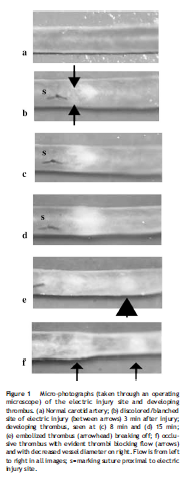 a
s
b
s
c
s
d
e
f
Figure 1 Micro-photographs (taken through an operating
microscope) of the electric injury site and developing
thrombus. (a) Normal carotid artery; (b) discolored/blanched
site of electric injury (between arrows) 3 min after injury;
developing thrombus, seen at (c) 8 min and (d) 15 min;
(e) embolized thrombus (arrowhead) breaking off; (f) occlu-
sive thrombus with evident thrombi blocking flow (arrows)
and with decreased vessel diameter on right. Flow is from left
to right in all images; s=marking suture proximal to electric
injury site.